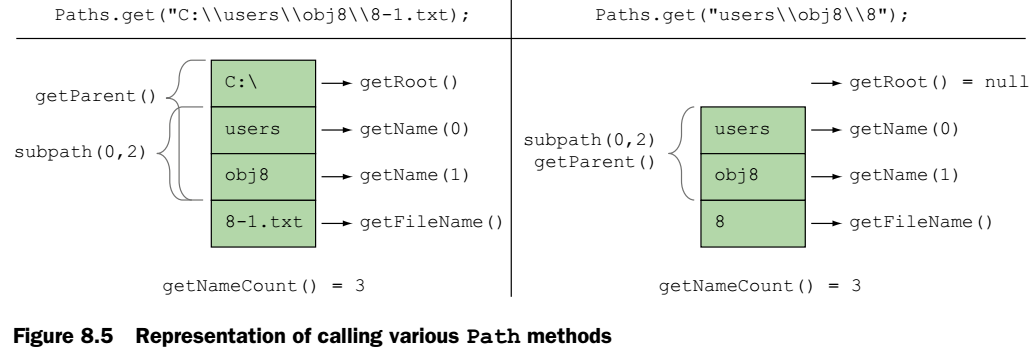 Paths.get("C:\\users\\obj8\\8-1.txt);
getParent()
subpath(0,2)
C:\
users
obj8
8-1.txt
getRoot()
getName(0)
getName(1)
getFileName()
getNameCount() = 3
Paths.get("users\\obj8\\8");
subpath(0,2)
getParent()
users
obj8
8
getRoot() = null
getName(0)
getName(1)
getFileName()
getNameCount() = 3
Figure 8.5 Representation of calling various Path methods